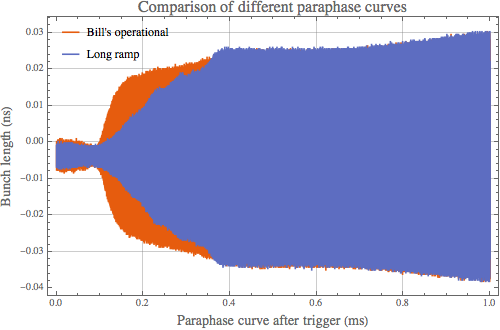 Comparison of different paraphase curves
Bill's operational
Long ramp
Bunch length (ns)
0.03
0.02
0.01
0.00
−0.01
−0.02
−0.03
−0.04
0.0 0.2 0.4 0.6 0.8 1.0
Paraphase curve after trigger (ms)